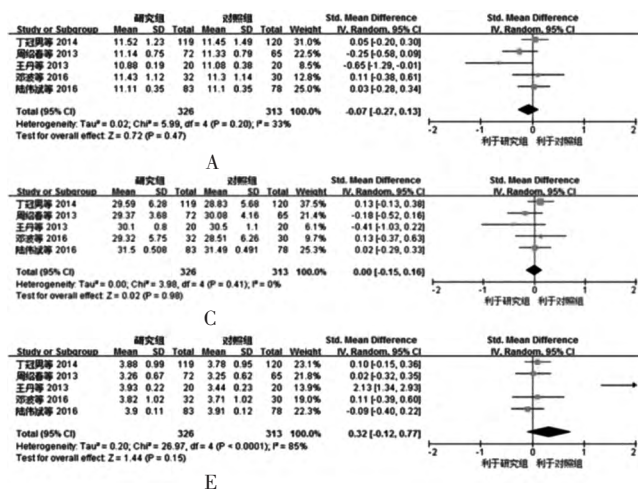 研究组 对照组 Std. Mean Difference Std. Mean Difference
Study or Subgroup Mean SD Total Mean SD Total Weight IV, Random, 95% CI IV, Random, 95% CI
丁冠男等 2014 11.52 1.23 119 11.45 1.49 120 31.0% 0.05 [-0.20, 0.30]
周绍春等 2013 11.14 0.75 72 11.33 0.79 65 25.0% -0.25 [-0.58, 0.09]
王丹等 2013 10.88 0.19 20 11.08 0.38 20 8.0% -0.65 [-1.29, -0.01]
邓波等 2016 11.43 1.12 32 11.3 1.14 30 11.8% 0.11 [-0.38, 0.61]
陆伟斌等 2016 11.11 0.35 83 11.1 0.35 78 24.2% 0.03 [-0.28, 0.34]
Total (95% CI) 326 313 100.0% -0.07 [-0.27, 0.13]
Heterogeneity: Tau² = 0.02; Chi² = 5.99, df = 4 (P = 0.20); I² = 33%
Test for overall effect: Z = 0.72 (P = 0.47)
-2 -1 0 1 2
利于研究组 利于对照组
A
研究组 对照组 Std. Mean Difference Std. Mean Difference
Study or Subgroup Mean SD Total Mean SD Total Weight IV, Random, 95% CI IV, Random, 95% CI
丁冠男等 2014 29.59 6.28 119 28.83 5.68 120 37.5% 0.13 [-0.13, 0.38]
周绍春等 2013 29.37 3.68 72 30.08 4.16 65 21.4% -0.18 [-0.52, 0.16]
王丹等 2013 30.1 0.8 20 30.5 1.1 20 -0.41 [-1.03, 0.22]
邓波等 2016 29.32 5.75 32 28.51 6.26 30 0.13 [-0.37, 0.63]
陆伟斌等 2016 31.5 0.508 83 31.49 0.491 78 25.3% 0.02 [-0.29, 0.33]
Total (95% CI) 326 313 100.0% 0.00 [-0.15, 0.16]
Heterogeneity: Tau² = 0.00; Chi² = 3.98, df = 4 (P = 0.41); I² = 0%
Test for overall effect: Z = 0.02 (P = 0.98)
-2 -1 0 1 2
利于研究组 利于对照组
C
研究组 对照组 Std. Mean Difference Std. Mean Difference
Study or Subgroup Mean SD Total Mean SD Total Weight IV, Random, 95% CI IV, Random, 95% CI
丁冠男等 2014 3.88 0.99 119 3.78 0.95 120 23.1% 0.10 [-0.15, 0.36]
周绍春等 2013 3.26 0.67 72 3.25 0.62 65 21.8% 0.02 [-0.32, 0.35]
王丹等 2013 3.93 0.22 20 3.44 0.23 20 2.13 [1.34, 2.93]
邓波等 2016 3.82 1.02 32 3.71 1.02 30 0.11 [-0.39, 0.60]
陆伟斌等 2016 3.9 0.11 83 3.91 0.12 78 -0.09 [-0.40, 0.22]
Total (95% CI) 326 313 100.0% 0.32 [-0.12, 0.77]
Heterogeneity: Tau² = 0.20; Chi² = 26.97, df = 4 (P < 0.0001); I² = 85%
Test for overall effect: Z = 1.44 (P = 0.15)
-2 -1 0 1 2
利于研究组 利于对照组
E